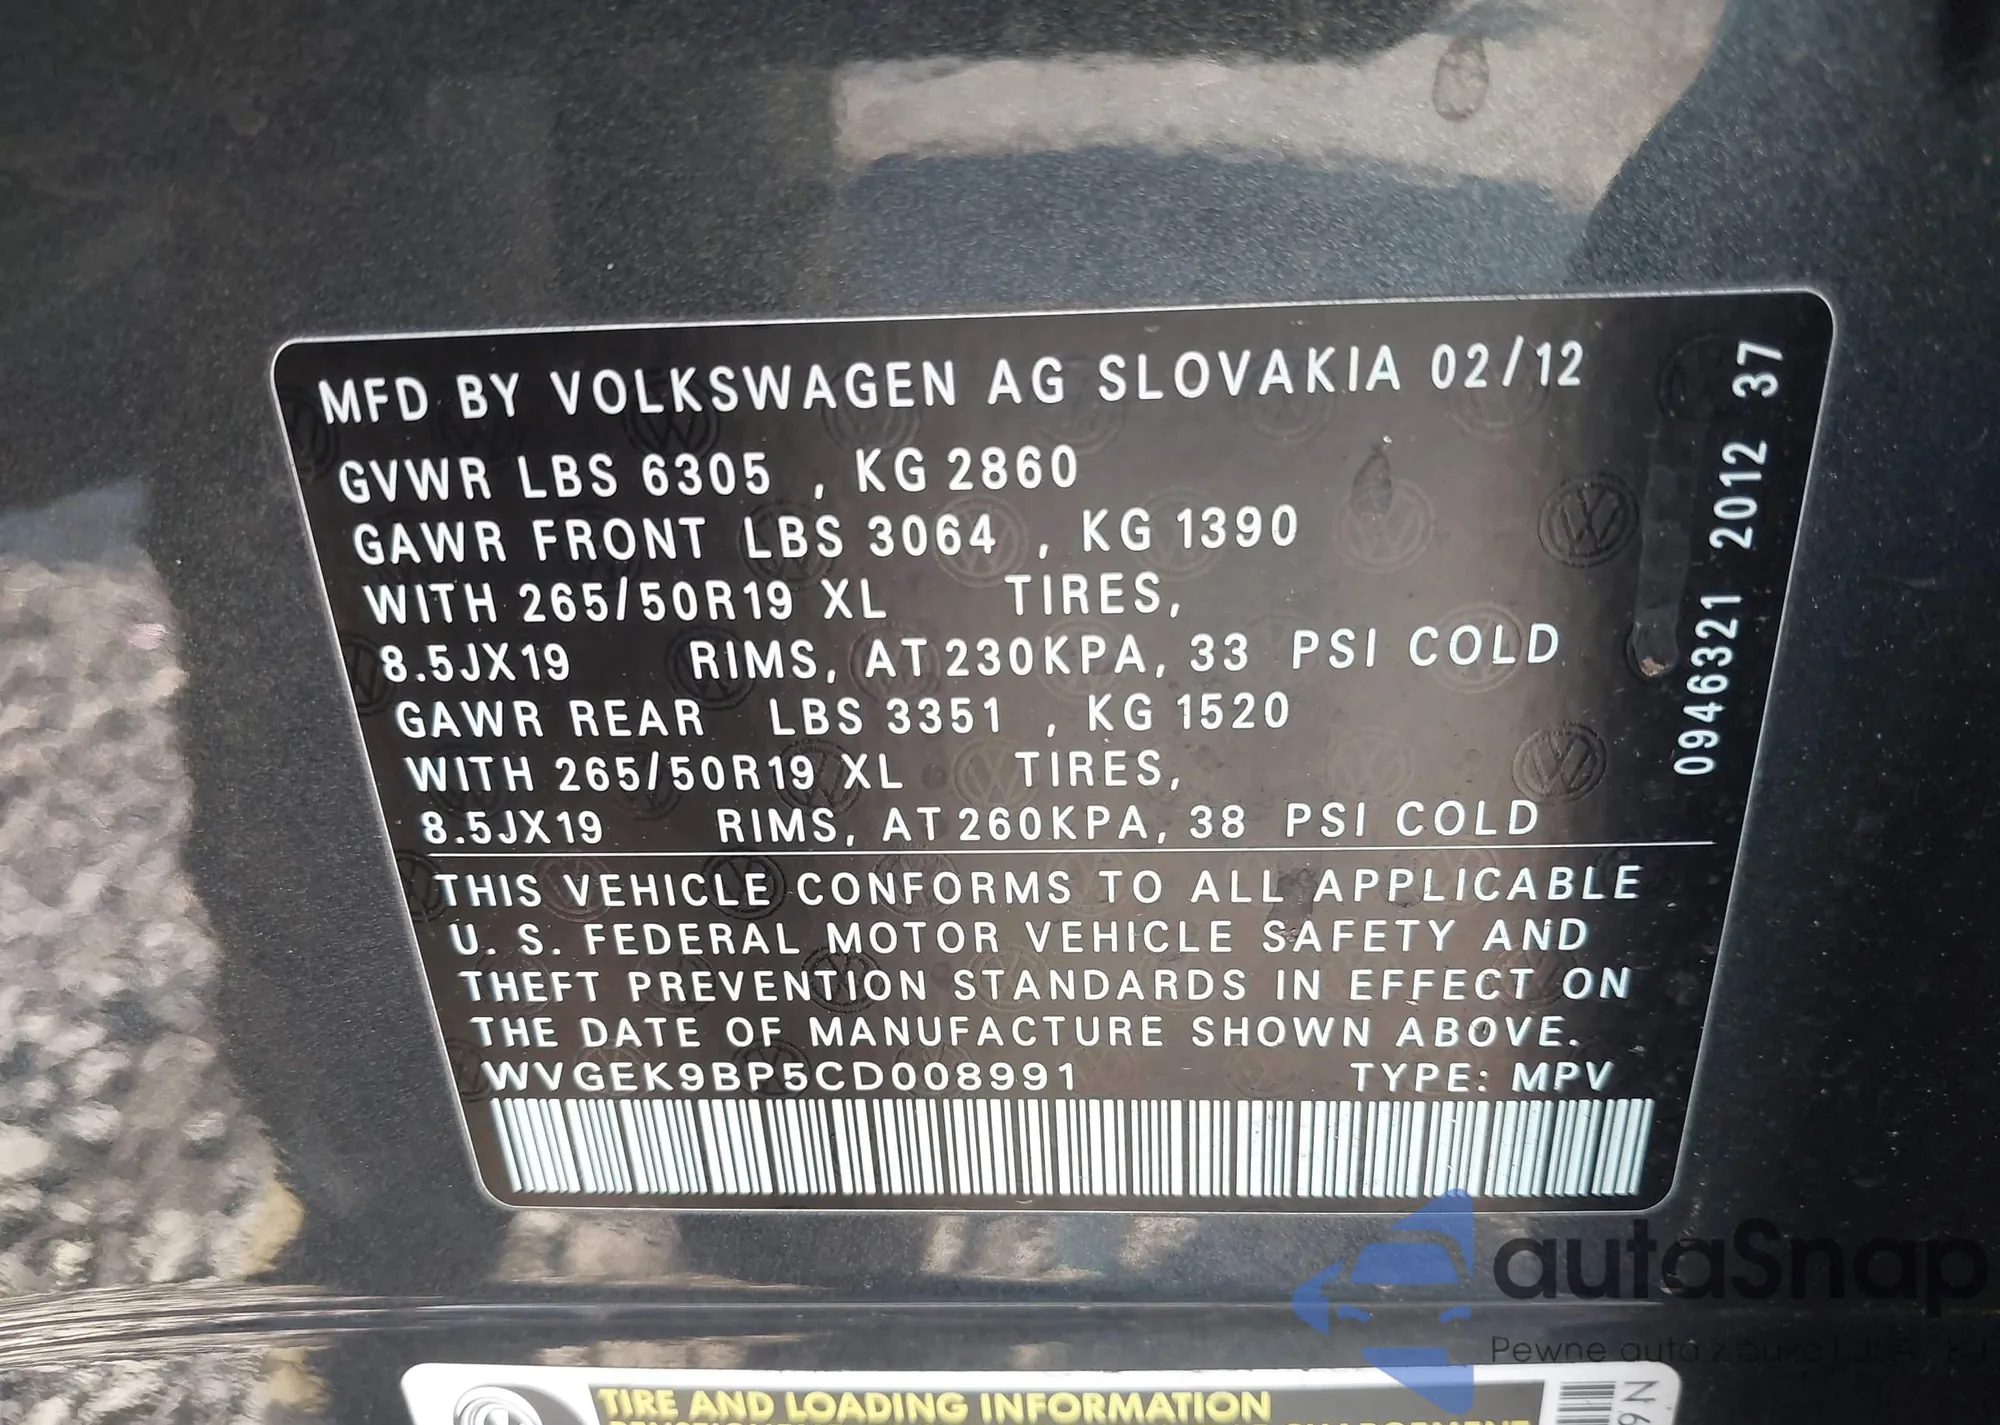 MFD BY VOLKSWAGEN AG SLOVAKIA 02/12
GVWR LBS 6305 , KG 2860
GAWR FRONT LBS 3064 , KG 1390
WITH 265/50R19 XL TIRES,
8.5JX19 RIMS, AT 230KPA, 33 PSI COLD
GAWR REAR LBS 3351 , KG 1520
WITH 265/50R19 XL TIRES,
8.5JX19 RIMS, AT 260KPA, 38 PSI COLD
THIS VEHICLE CONFORMS TO ALL APPLICABLE
U. S. FEDERAL MOTOR VEHICLE SAFETY AND
THEFT PREVENTION STANDARDS IN EFFECT ON
THE DATE OF MANUFACTURE SHOWN ABOVE.
WVGEK9BP5CD008991 TYPE: MPV
0946321 2012 37
autaSnap
Pewne auta z
TIRE AND LOADING INFORMATION